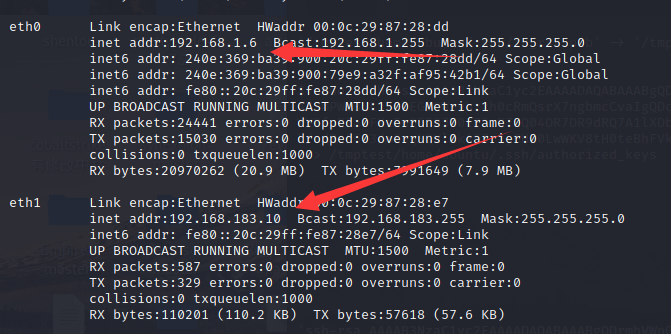 eth0 Link encap:Ethernet HWaddr 00:0c:29:87:28:dd
inet addr:192.168.1.6 Bcast:192.168.1.255 Mask:255.255.255.0
inet6 addr: 240e:369:ba39:900:20c:29ff:fe87:28dd/64 Scope:Global
inet6 addr: 240e:369:ba39:900:79e9:a32f:af95:42b1/64 Scope:Global
inet6 addr: fe80::20c:29ff:fe87:28dd/64 Scope:Link
UP BROADCAST RUNNING MULTICAST MTU:1500 Metric:1
RX packets:24441 errors:0 dropped:0 overruns:0 frame:0
TX packets:15030 errors:0 dropped:0 overruns:0 carrier:0
collisions:0 txqueuelen:1000
RX bytes:20970262 (20.9 MB) TX bytes:7991649 (7.9 MB)
eth1 Link encap:Ethernet HWaddr 00:0c:29:87:28:e7
inet addr:192.168.183.10 Bcast:192.168.183.255 Mask:255.255.255.0
inet6 addr: fe80::20c:29ff:fe87:28e7/64 Scope:Link
UP BROADCAST RUNNING MULTICAST MTU:1500 Metric:1
RX packets:587 errors:0 dropped:0 overruns:0 frame:0
TX packets:329 errors:0 dropped:0 overruns:0 carrier:0
collisions:0 txqueuelen:1000
RX bytes:110201 (110.2 KB) TX bytes:57618 (57.6 KB)